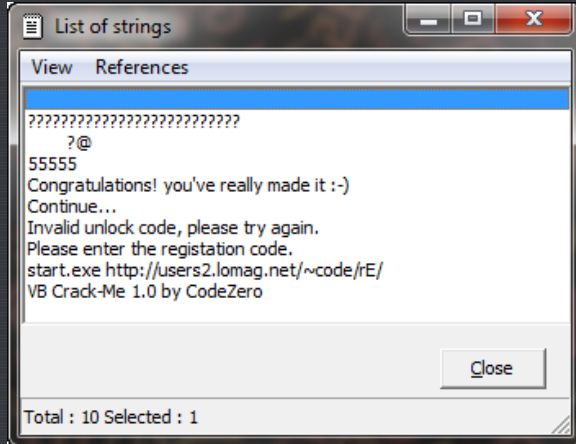 List of strings
View References
??????????????????????????
?@
55555
Congratulations! you've really made it :-)
Continue...
Invalid unlock code, please try again.
Please enter the registation code.
start.exe http://users2.lomag.net/~code/rE/
VB Crack-Me 1.0 by CodeZero
Close
Total : 10 Selected : 1